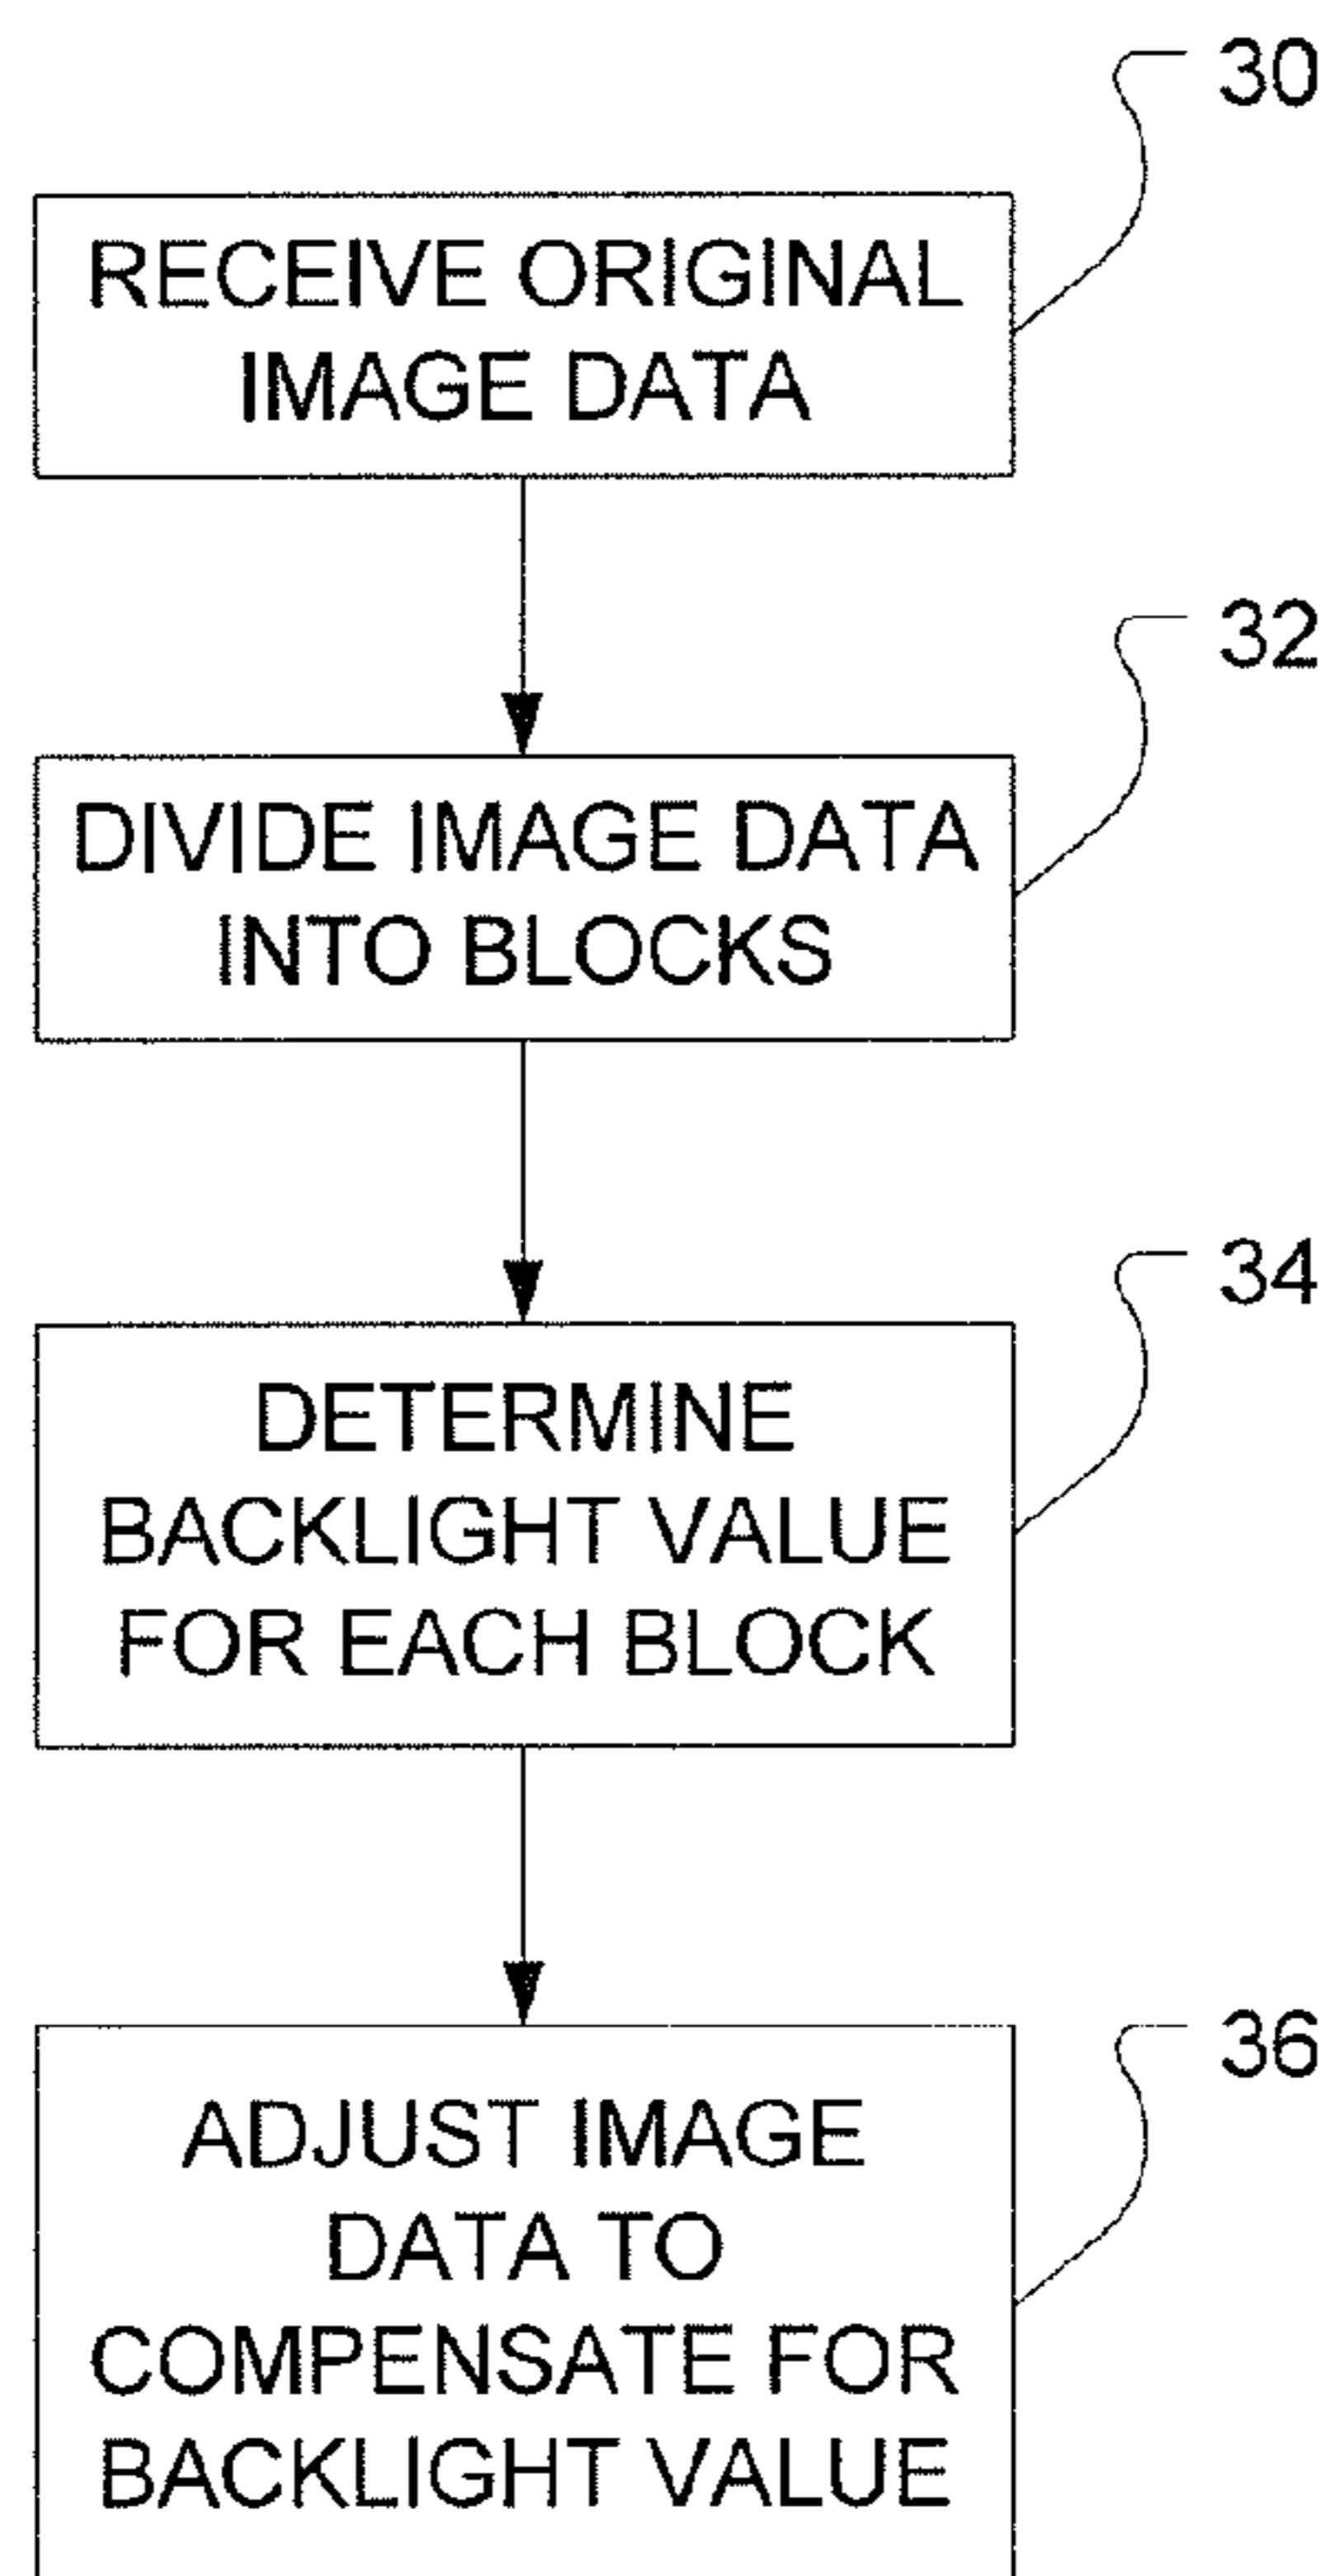 30
RECEIVE ORIGINAL
IMAGE DATA
32
DIVIDE IMAGE DATA
INTO BLOCKS
34
DETERMINE
BACKLIGHT VALUE
FOR EACH BLOCK
36
ADJUST IMAGE
DATA TO
COMPENSATE FOR
BACKLIGHT VALUE